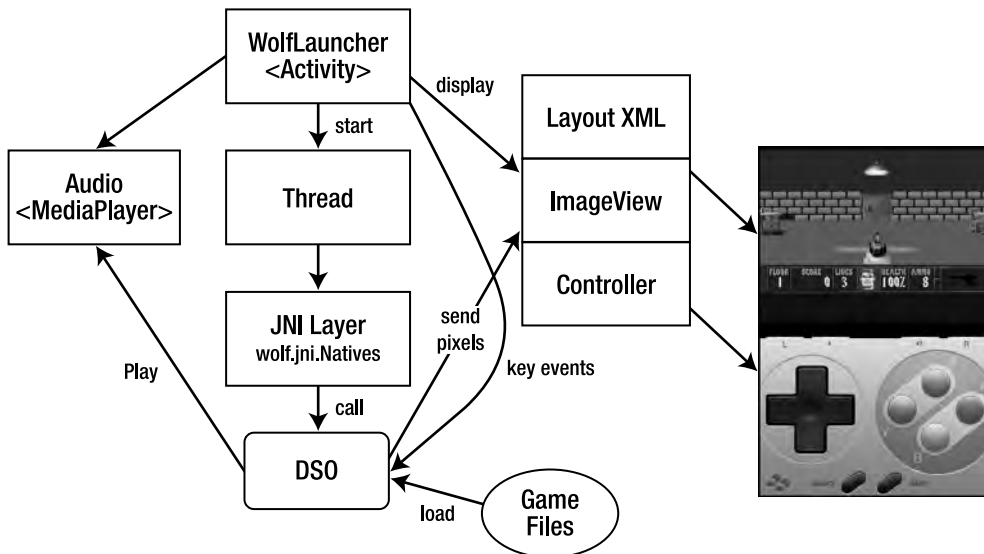 WolfLauncher
<Activity>
display
start
Layout XML
Audio
<MediaPlayer>
Thread
ImageView
Controller
FLOOR SCORE LIVES HEALTH AMMO
1 0 3 100% 8
JNI Layer
wolf.jni.Natives
send
pixels
Play
key events
L
R
call
DSO
B
load
Game
Files